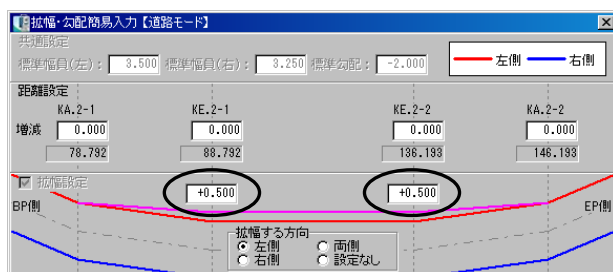 拡幅・勾配簡易入力【道路モード】
共通設定
標準幅員(左): 3.500 標準幅員(右): 3.250 標準勾配: -2.000
左側 右側
距離設定
KA.2-1 KE.2-1 KE.2-2 KA.2-2
増減 0.000 0.000 0.000 0.000
78.792 88.792 136.193 146.193
拡幅設定
+0.500 +0.500
BP側 EP側
拡幅する方向
左側 両側
右側 設定なし